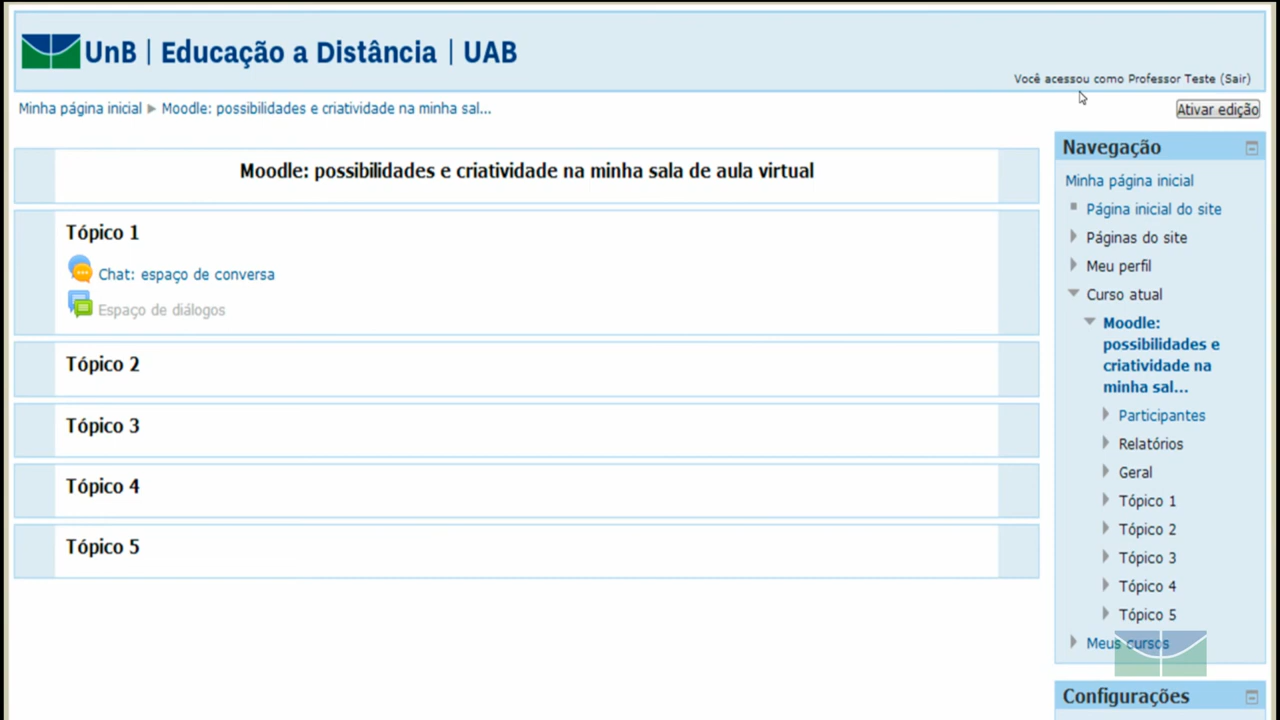 UnB | Educação a Distância | UAB
Você acessou como Professor Teste (Sair)
Minha página inicial ► Moodle: possibilidades e criatividade na minha sal...
Ativar edição
Moodle: possibilidades e criatividade na minha sala de aula virtual
Tópico 1
Chat: espaço de conversa
Espaço de diálogos
Tópico 2
Tópico 3
Tópico 4
Tópico 5
Navegação
Minha página inicial
Página inicial do site
Páginas do site
Meu perfil
Curso atual
Moodle:
possibilidades e
criatividade na
minha sal...
Participantes
Relatórios
Geral
Tópico 1
Tópico 2
Tópico 3
Tópico 4
Tópico 5
Meus cursos
Configurações